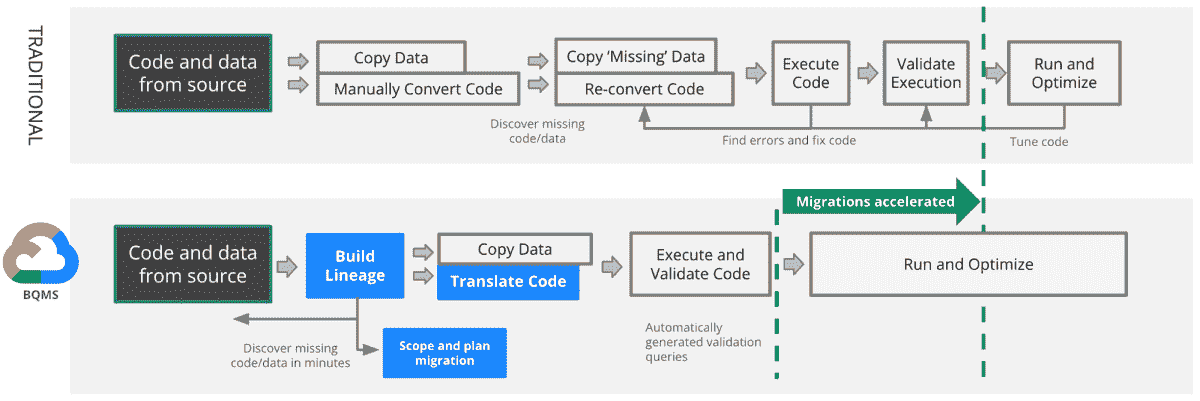 TRADITIONAL
Code and data
from source
Copy Data
Manually Convert Code
Discover missing
code/data
Copy ‘Missing’ Data
Re-convert Code
Execute
Code
Validate
Execution
Run and
Optimize
Find errors and fix code
Tune code
Migrations accelerated
BQMS
Code and data
from source
Build
Lineage
Copy Data
Translate Code
Execute and
Validate Code
Run and Optimize
Discover missing
code/data in minutes
Scope and plan
migration
Automatically
generated validation
queries